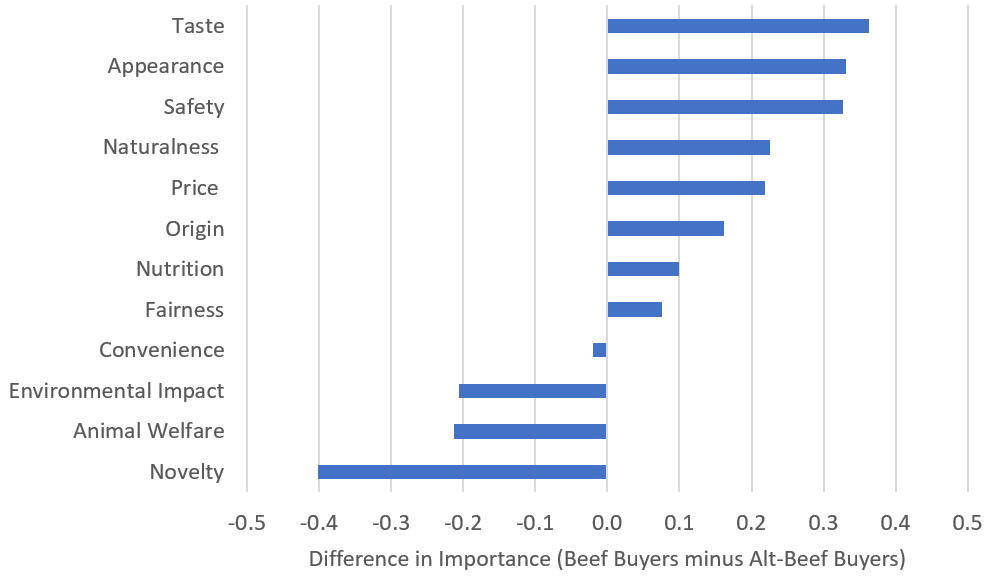 Taste
Appearance
Safety
Naturalness
Price
Origin
Nutrition
Fairness
Convenience
Environmental Impact
Animal Welfare
Novelty
-0.5 -0.4 -0.3 -0.2 -0.1 0.0 0.1 0.2 0.3 0.4 0.5
Difference in Importance (Beef Buyers minus Alt-Beef Buyers)